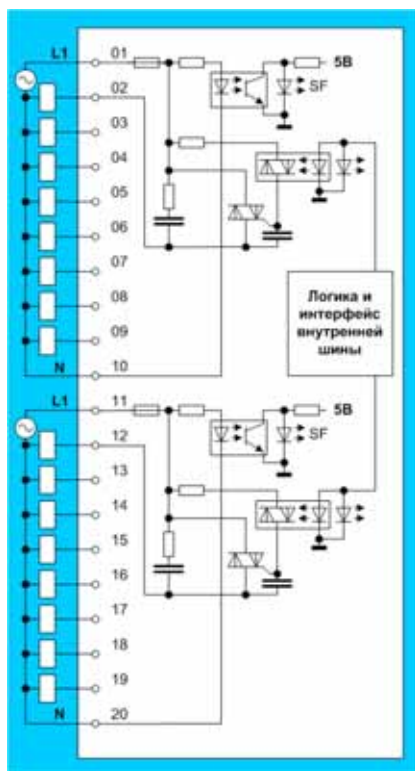 L1 01 5В
SF
02
03
04
05
06
07
08
09
N 10
Логика и
интерфейс
внутренней
шины
L1 11 5В
SF
12
13
14
15
16
17
18
19
N 20